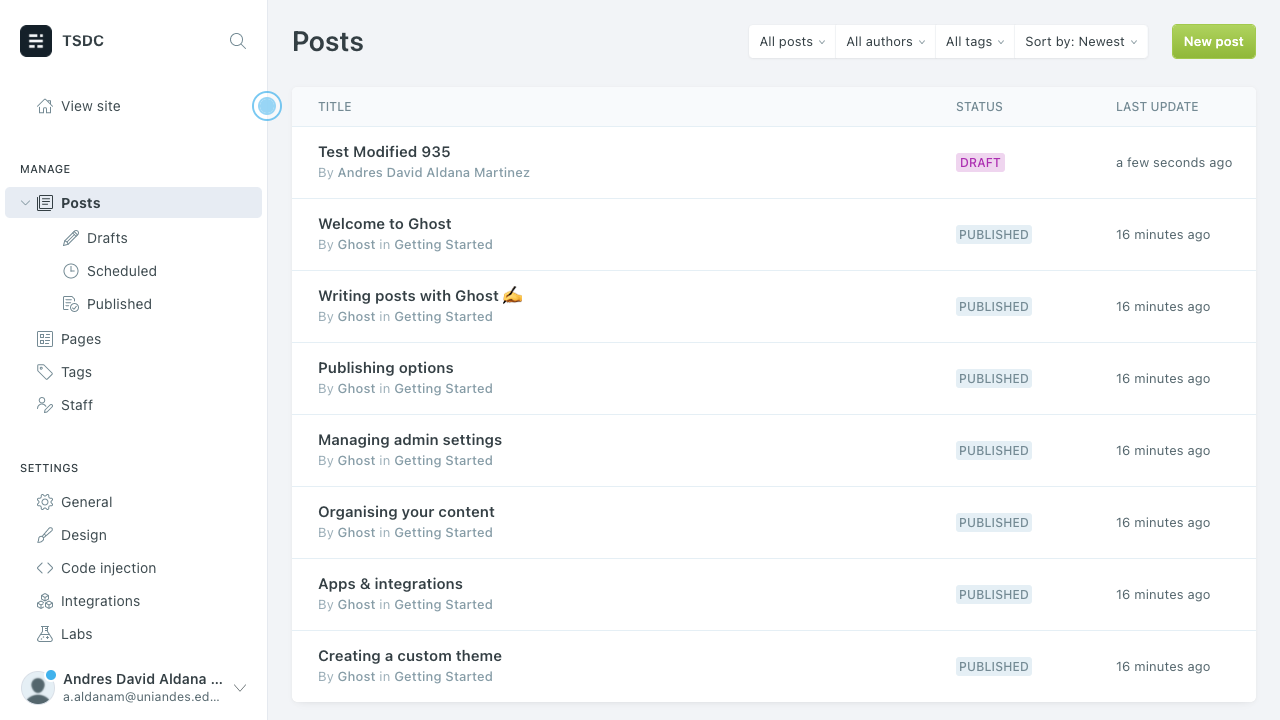 TSDC
View site
MANAGE
Posts
Drafts
Scheduled
Published
Pages
Tags
Staff
SETTINGS
General
Design
Code injection
Integrations
Labs
Andres David Aldana ...
a.aldanam@uniandes.ed...
Posts
All posts
All authors
All tags
Sort by: Newest
New post
TITLE STATUS LAST UPDATE
Test Modified 935
By Andres David Aldana Martinez
DRAFT
a few seconds ago
Welcome to Ghost
By Ghost in Getting Started
PUBLISHED
16 minutes ago
Writing posts with Ghost ✍️
By Ghost in Getting Started
PUBLISHED
16 minutes ago
Publishing options
By Ghost in Getting Started
PUBLISHED
16 minutes ago
Managing admin settings
By Ghost in Getting Started
PUBLISHED
16 minutes ago
Organising your content
By Ghost in Getting Started
PUBLISHED
16 minutes ago
Apps & integrations
By Ghost in Getting Started
PUBLISHED
16 minutes ago
Creating a custom theme
By Ghost in Getting Started
PUBLISHED
16 minutes ago